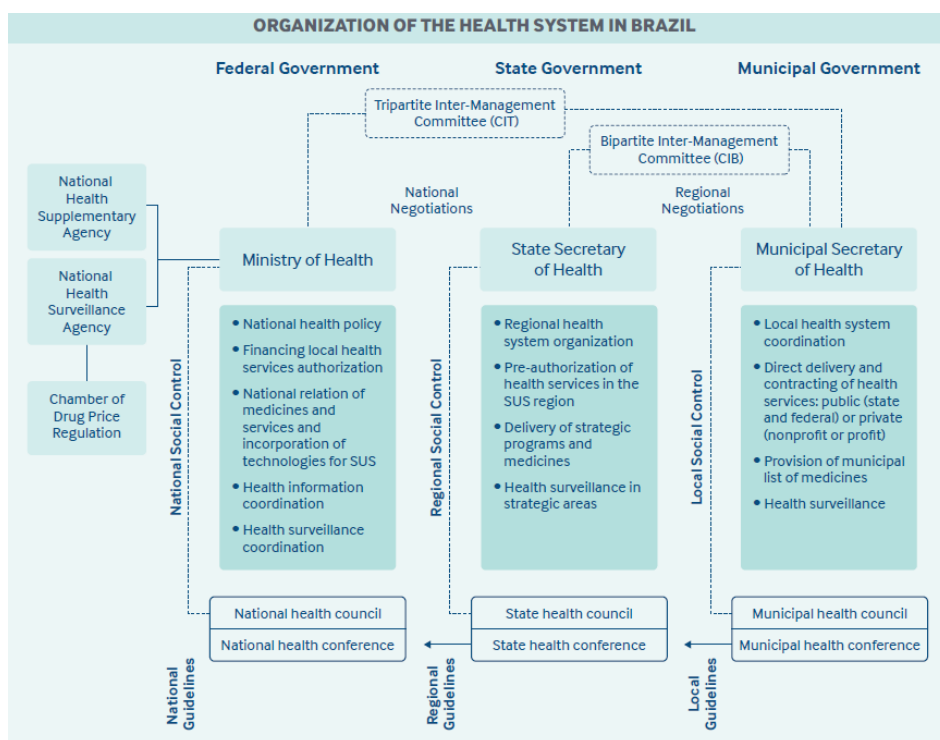 ORGANIZATION OF THE HEALTH SYSTEM IN BRAZIL
Federal Government
State Government
Municipal Government
Tripartite Inter-Management
Committee (CIT)
Bipartite Inter-Management
Committee (CIB)
National
Negotiations
Regional
Negotiations
National
Health
Supplementary
Agency
National
Health
Surveillance
Agency
Chamber of
Drug Price
Regulation
Ministry of Health
• National health policy
• Financing local health
services authorization
• National relation of
medicines and
services and
incorporation of
technologies for SUS
• Health information
coordination
• Health surveillance
coordination
National Social Control
National health council
National health conference
National
Guidelines
State Secretary
of Health
• Regional health
system organization
• Pre-authorization of
health services in the
SUS region
• Delivery of strategic
programs and
medicines
• Health surveillance in
strategic areas
Regional Social Control
State health council
State health conference
Regional
Guidelines
Municipal Secretary
of Health
• Local health system
coordination
• Direct delivery and
contracting of health
services: public (state
and federal) or private
(nonprofit or profit)
• Provision of municipal
list of medicines
• Health surveillance
Local Social Control
Municipal health council
Municipal health conference
Local
Guidelines